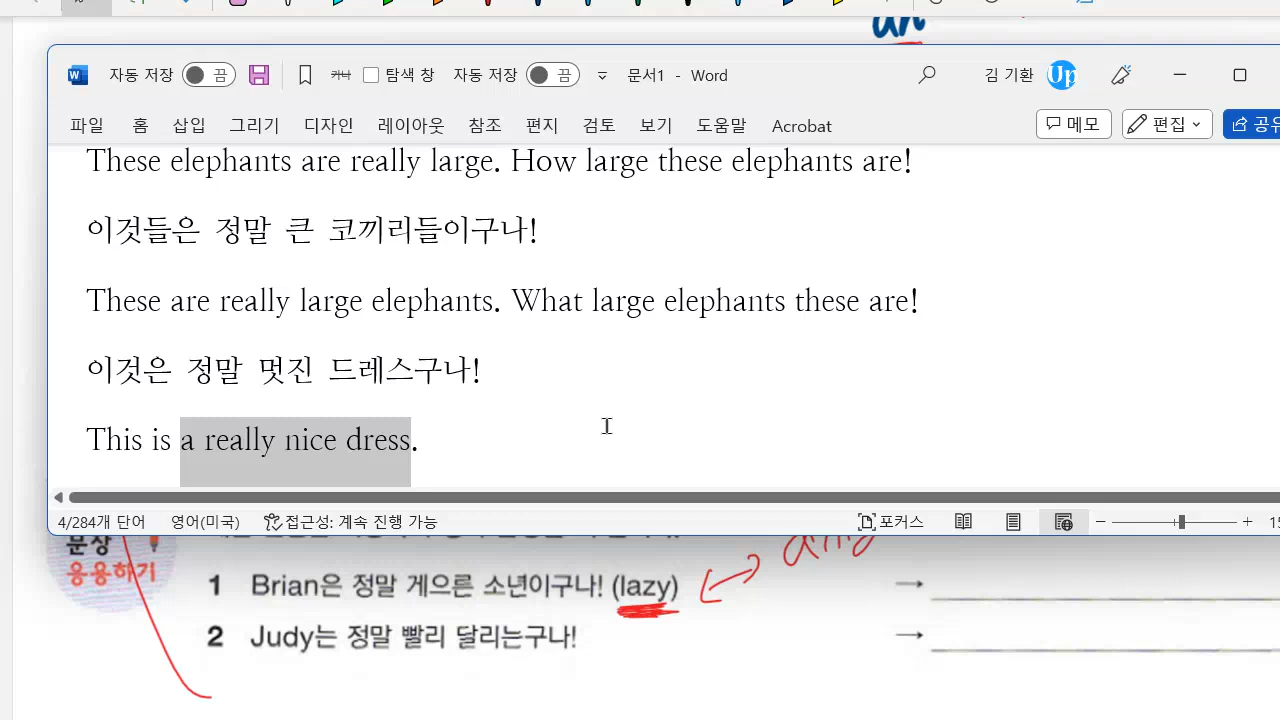 an
자동 저장 끔 가나 탐색 창 자동 저장 끔 문서1 - Word 김 기환 Up
파일 홈 삽입 그리기 디자인 레이아웃 참조 편지 검토 보기 도움말 Acrobat 메모 편집 공유
These elephants are really large. How large these elephants are!
이것들은 정말 큰 코끼리들이구나!
These are really large elephants. What large elephants these are!
이것은 정말 멋진 드레스구나!
This is a really nice dress.
4/284개 단어 영어(미국) 접근성: 계속 진행 가능 포커스
문장
응용하기
1 Brian은 정말 게으른 소년이구나! (lazy) →
2 Judy는 정말 빨리 달리는구나! →